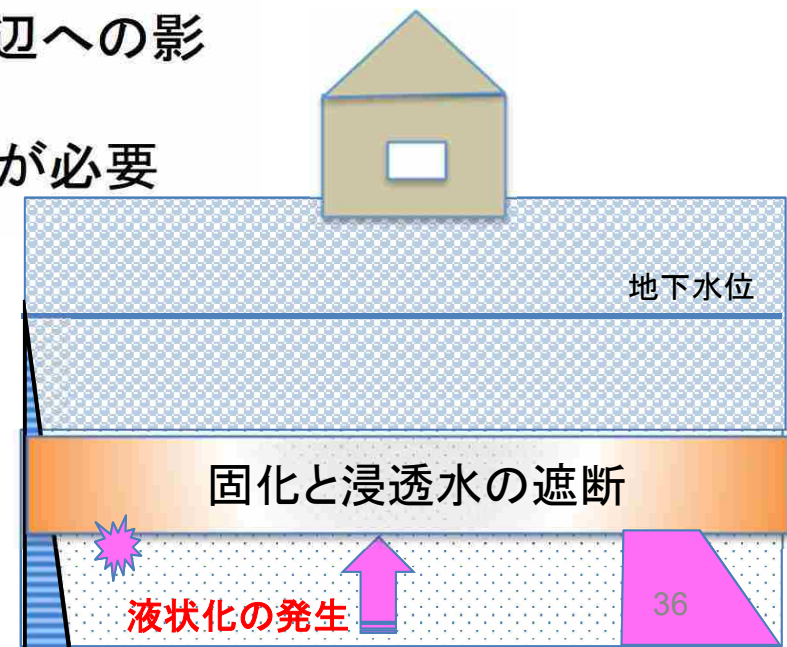 辺への影
が必要
地下水位
固化と浸透水の遮断
液状化の発生
36